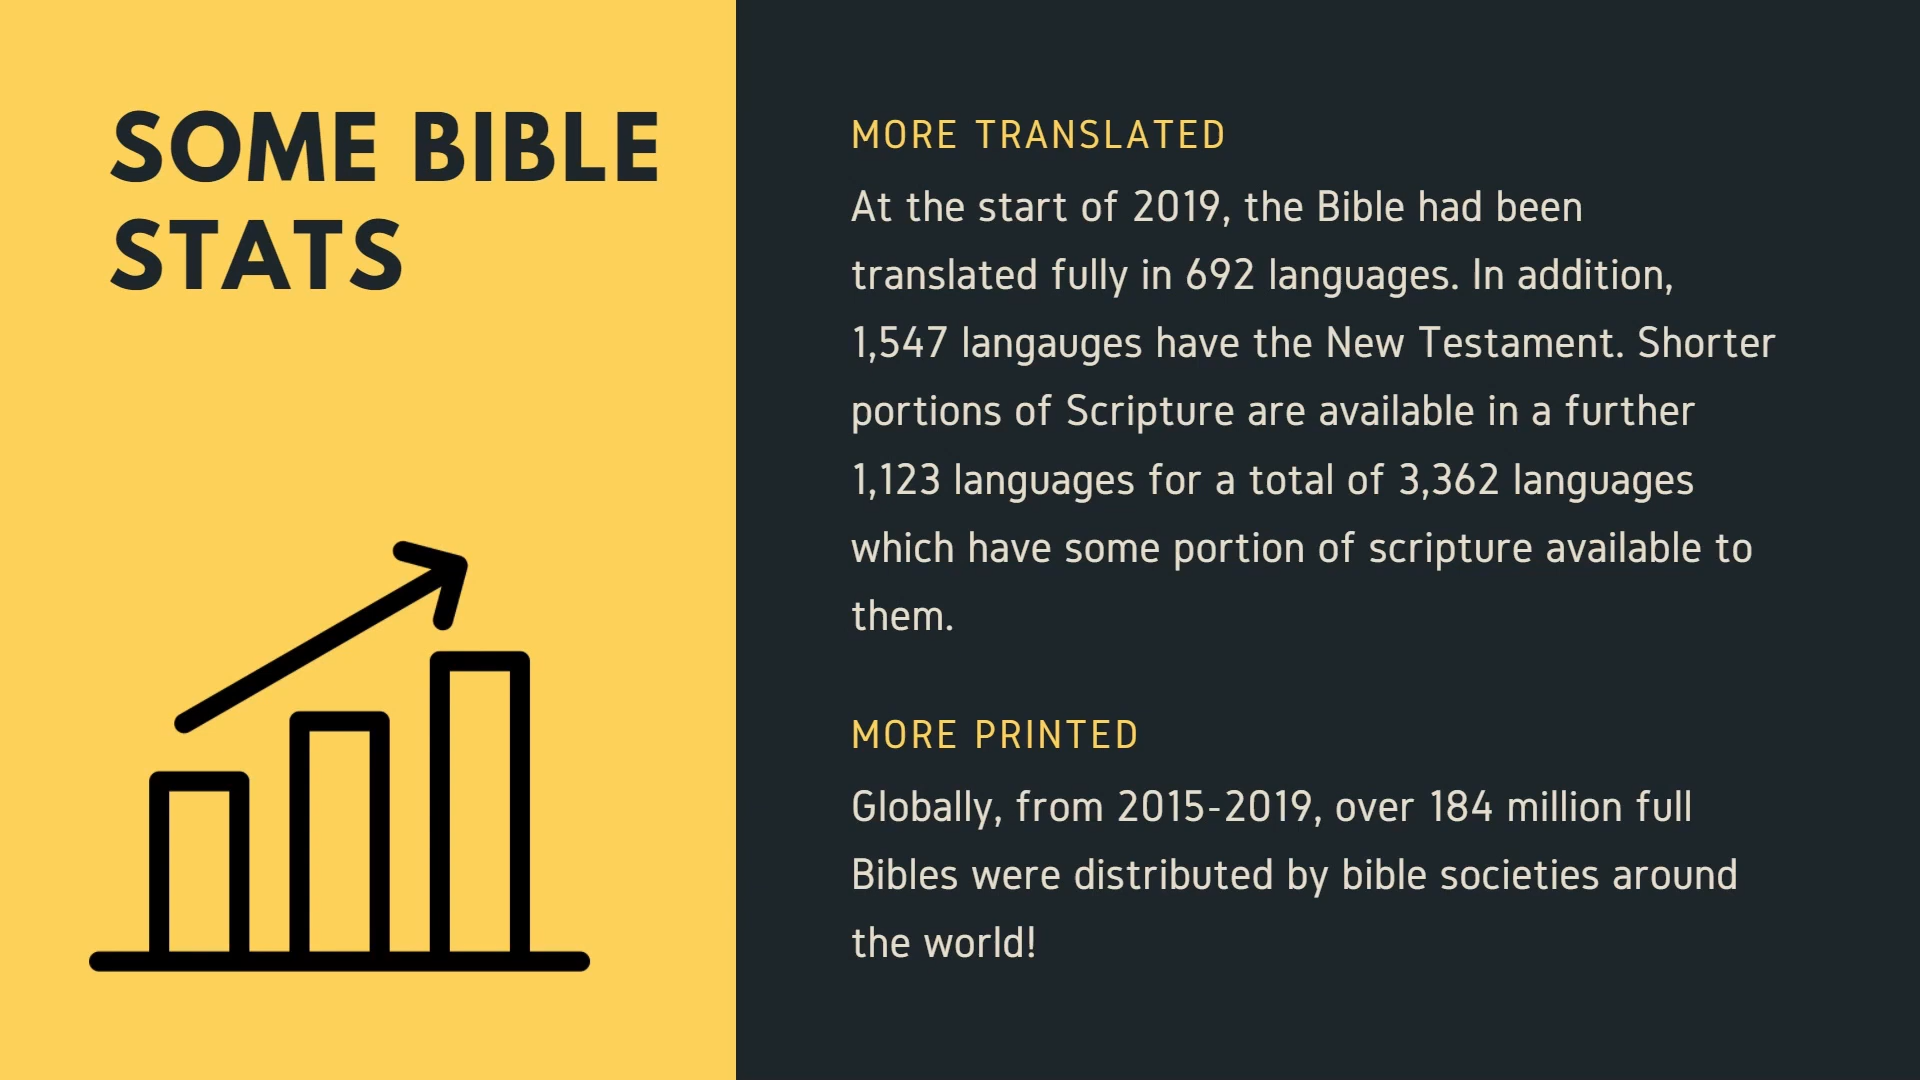 SOME BIBLE
STATS
MORE TRANSLATED
At the start of 2019, the Bible had been
translated fully in 692 languages. In addition,
1,547 langauges have the New Testament. Shorter
portions of Scripture are available in a further
1,123 languages for a total of 3,362 languages
which have some portion of scripture available to
them.
MORE PRINTED
Globally, from 2015-2019, over 184 million full
Bibles were distributed by bible societies around
the world!